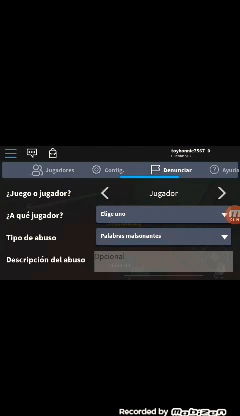 Jugadores Config. Denunciar Ayuda
¿Juego o jugador? Jugador
¿A qué jugador? Elige uno
Tipo de abuso Palabras malsonantes
Descripción del abuso Opcional
Recorded by Mobizen